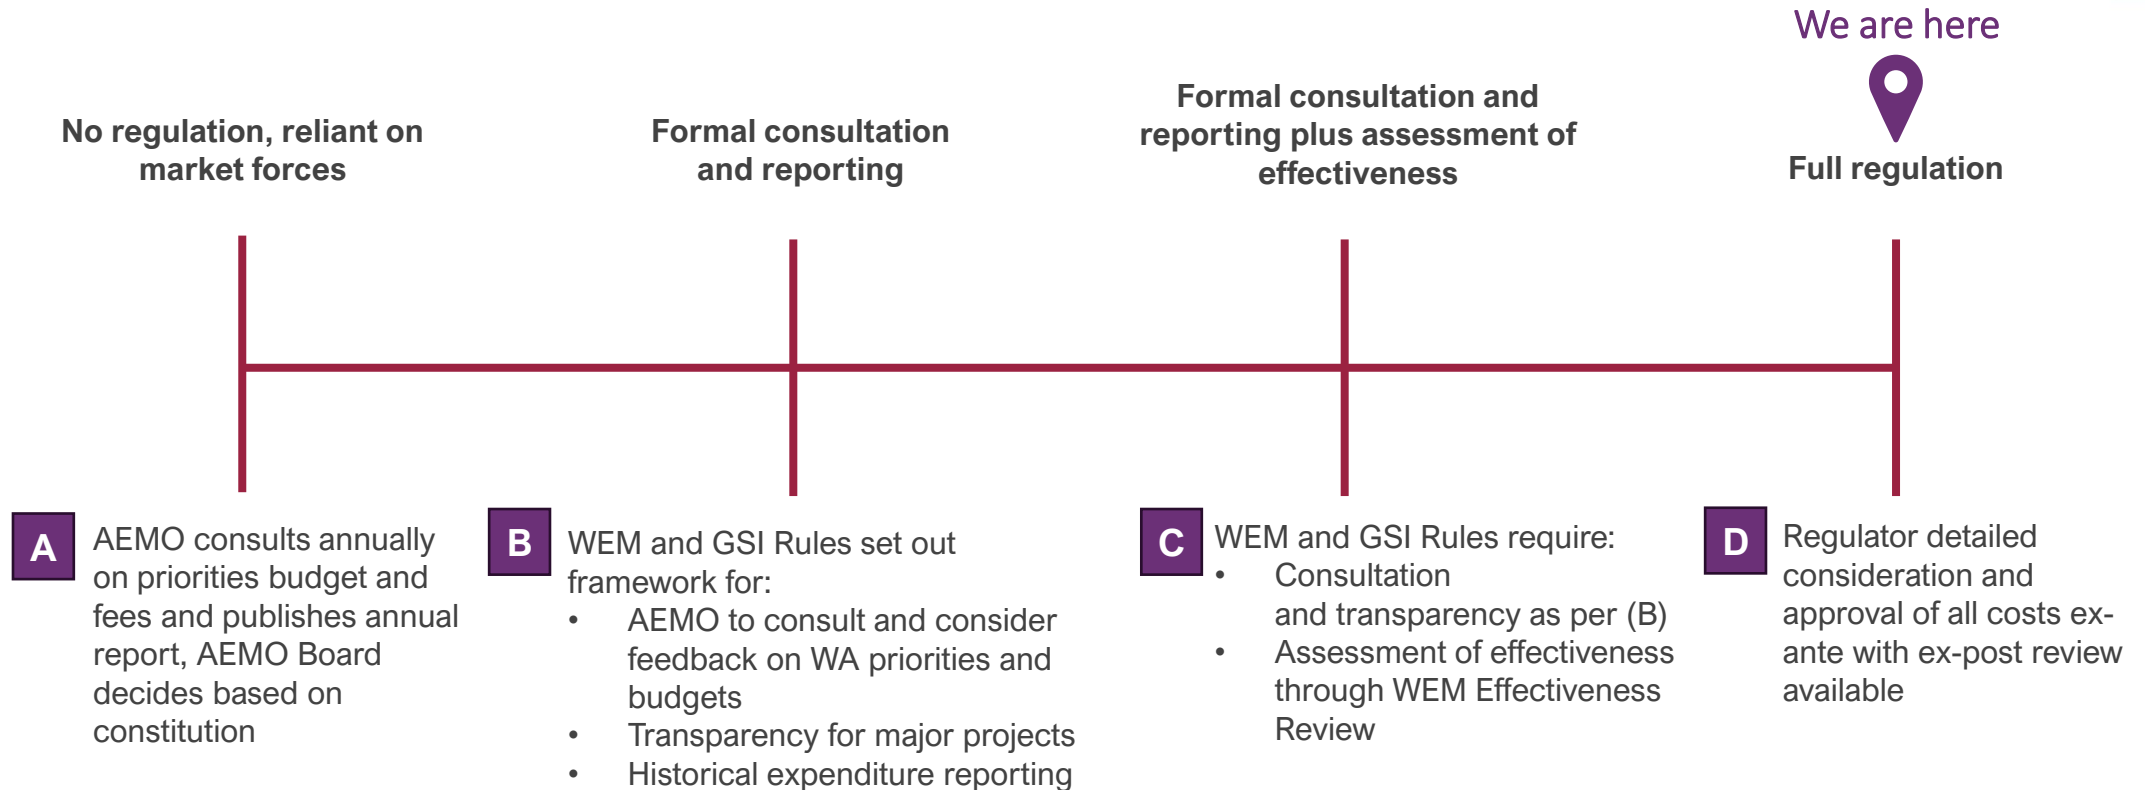 We are here
No regulation, reliant on
market forces
Formal consultation
and reporting
Formal consultation and
reporting plus assessment of
effectiveness
Full regulation
A
AEMO consults annually
on priorities budget and
fees and publishes annual
report, AEMO Board
decides based on
constitution
B
WEM and GSI Rules set out
framework for:
• AEMO to consult and consider
feedback on WA priorities and
budgets
• Transparency for major projects
• Historical expenditure reporting
C
WEM and GSI Rules require:
• Consultation
and transparency as per (B)
• Assessment of effectiveness
through WEM Effectiveness
Review
D
Regulator detailed
consideration and
approval of all costs ex-
ante with ex-post review
available